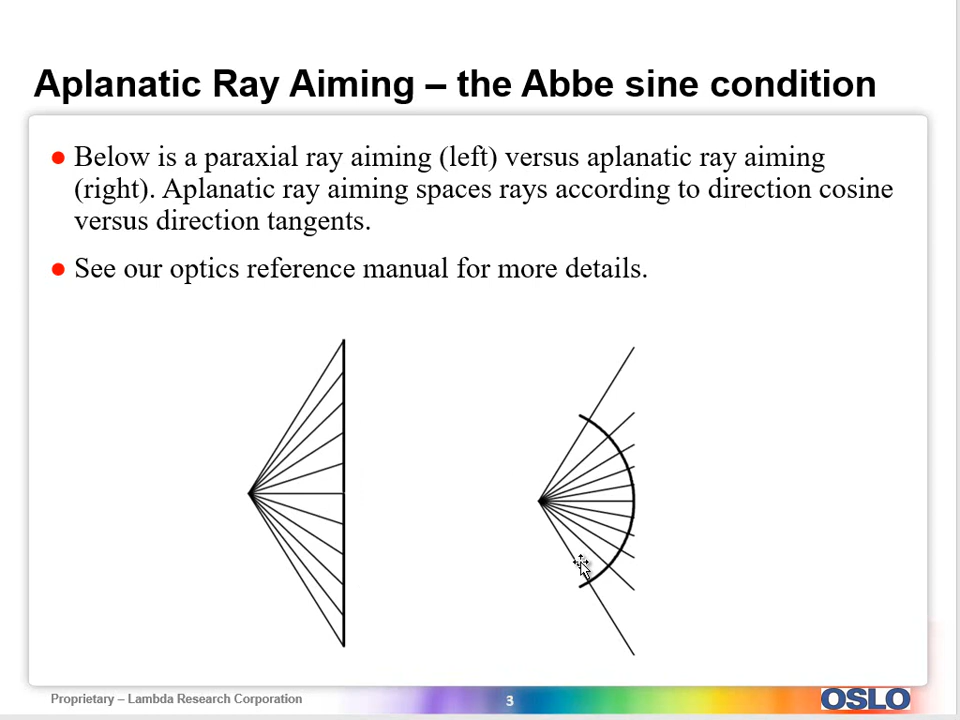 Aplanatic Ray Aiming – the Abbe sine condition
Below is a paraxial ray aiming (left) versus aplanatic ray aiming
(right). Aplanatic ray aiming spaces rays according to direction cosine
versus direction tangents.
See our optics reference manual for more details.
Proprietary – Lambda Research Corporation
3
OSLO